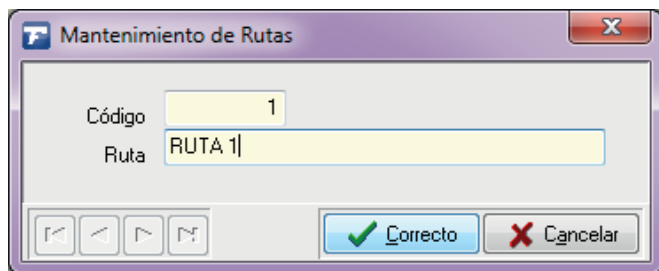 Mantenimiento de Rutas
Código 1
Ruta RUTA 1
Correcto Cancelar